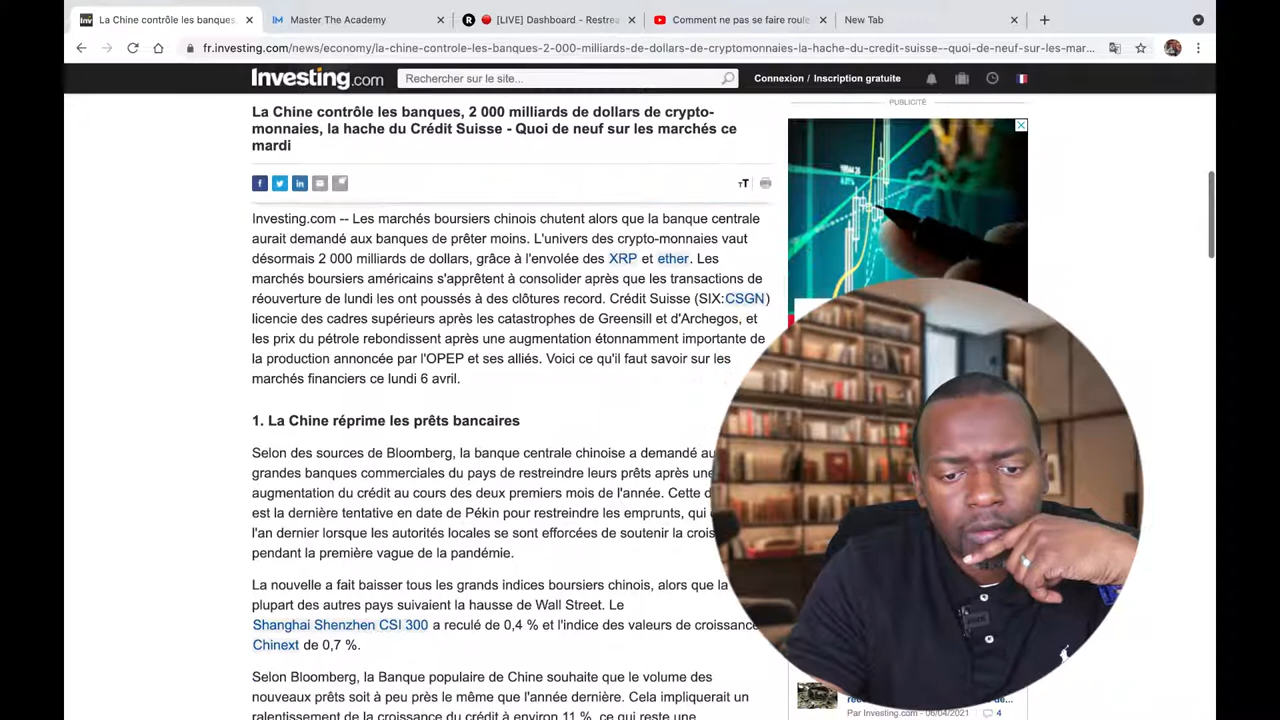 La Chine contrôle les banques,
Master The Academy
[LIVE] Dashboard - Restrea
Comment ne pas se faire roule
New Tab
fr.investing.com/news/economy/la-chine-controle-les-banques-2-000-milliards-de-dollars-de-cryptomonnaies-la-hache-du-credit-suisse--quoi-de-neuf-sur-les-mar...
Investing.com
Rechercher sur le site...
Connexion / Inscription gratuite
La Chine contrôle les banques, 2 000 milliards de dollars de crypto-
monnaies, la hache du Crédit Suisse - Quoi de neuf sur les marchés ce
mardi
PUBLICITÉ
Investing.com -- Les marchés boursiers chinois chutent alors que la banque centrale
aurait demandé aux banques de prêter moins. L'univers des crypto-monnaies vaut
désormais 2 000 milliards de dollars, grâce à l'envolée des XRP et ether. Les
marchés boursiers américains s'apprêtent à consolider après que les transactions de
réouverture de lundi les ont poussés à des clôtures record. Crédit Suisse (SIX:CSGN)
licencie des cadres supérieurs après les catastrophes de Greensill et d'Archegos, et
les prix du pétrole rebondissent après une augmentation étonnamment importante de
la production annoncée par l'OPEP et ses alliés. Voici ce qu'il faut savoir sur les
marchés financiers ce lundi 6 avril.
1. La Chine réprime les prêts bancaires
Selon des sources de Bloomberg, la banque centrale chinoise a demandé au
grandes banques commerciales du pays de restreindre leurs prêts après une
augmentation du crédit au cours des deux premiers mois de l'année. Cette d
est la dernière tentative en date de Pékin pour restreindre les emprunts, qui
l'an dernier lorsque les autorités locales se sont efforcées de soutenir la crois
pendant la première vague de la pandémie.
La nouvelle a fait baisser tous les grands indices boursiers chinois, alors que la
plupart des autres pays suivaient la hausse de Wall Street. Le
Shanghai Shenzhen CSI 300 a reculé de 0,4 % et l'indice des valeurs de croissance
Chinext de 0,7 %.
Selon Bloomberg, la Banque populaire de Chine souhaite que le volume des
nouveaux prêts soit à peu près le même que l'année dernière. Cela impliquerait un
ralentissement de la croissance du crédit à environ 11 %, ce qui reste une
Par Investing.com - 06/04/2021
4